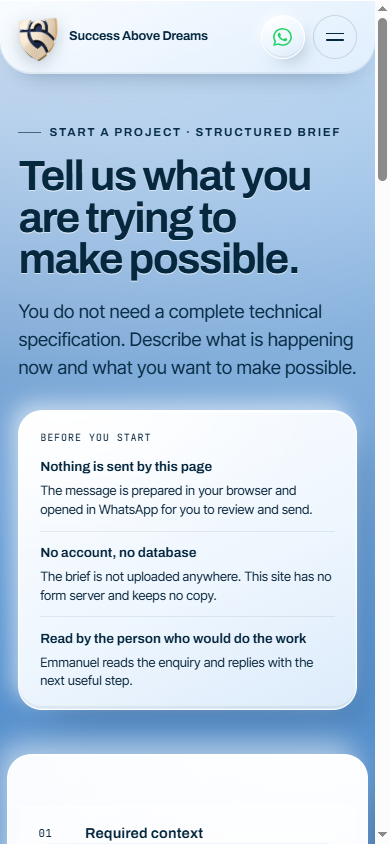 Success Above Dreams
START A PROJECT · STRUCTURED BRIEF
Tell us what you
are trying to
make possible.
You do not need a complete technical
specification. Describe what is happening
now and what you want to make possible.
BEFORE YOU START
Nothing is sent by this page
The message is prepared in your browser and
opened in WhatsApp for you to review and send.
No account, no database
The brief is not uploaded anywhere. This site has no
form server and keeps no copy.
Read by the person who would do the work
Emmanuel reads the enquiry and replies with the
next useful step.
01 Required context